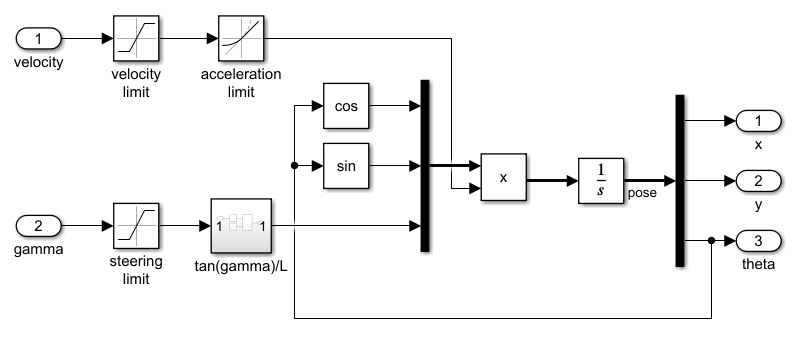 1
velocity
velocity
limit
acceleration
limit
cos
sin
x
1
s
pose
1
x
2
y
3
theta
2
gamma
steering
limit
1
1
tan(gamma)/L